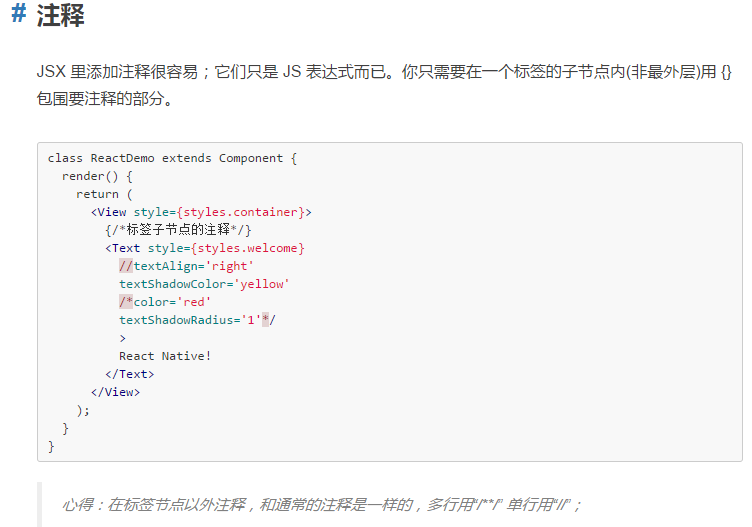 # 注释
JSX 里添加注释很容易；它们只是 JS 表达式而已。你只需要在一个标签的子节点内(非最外层)用 {}
包围要注释的部分。
class ReactDemo extends Component {
  render() {
    return (
      <View style={styles.container}>
        {/*标签子节点的注释*/}
        <Text style={styles.welcome}
          //textAlign='right'
          textShadowColor='yellow'
          /*color='red'
          textShadowRadius='1'*/
          >
          React Native!
        </Text>
      </View>
    );
  }
}
心得：在标签节点以外注释，和通常的注释是一样的，多行用“/**/” 单行用“//”；